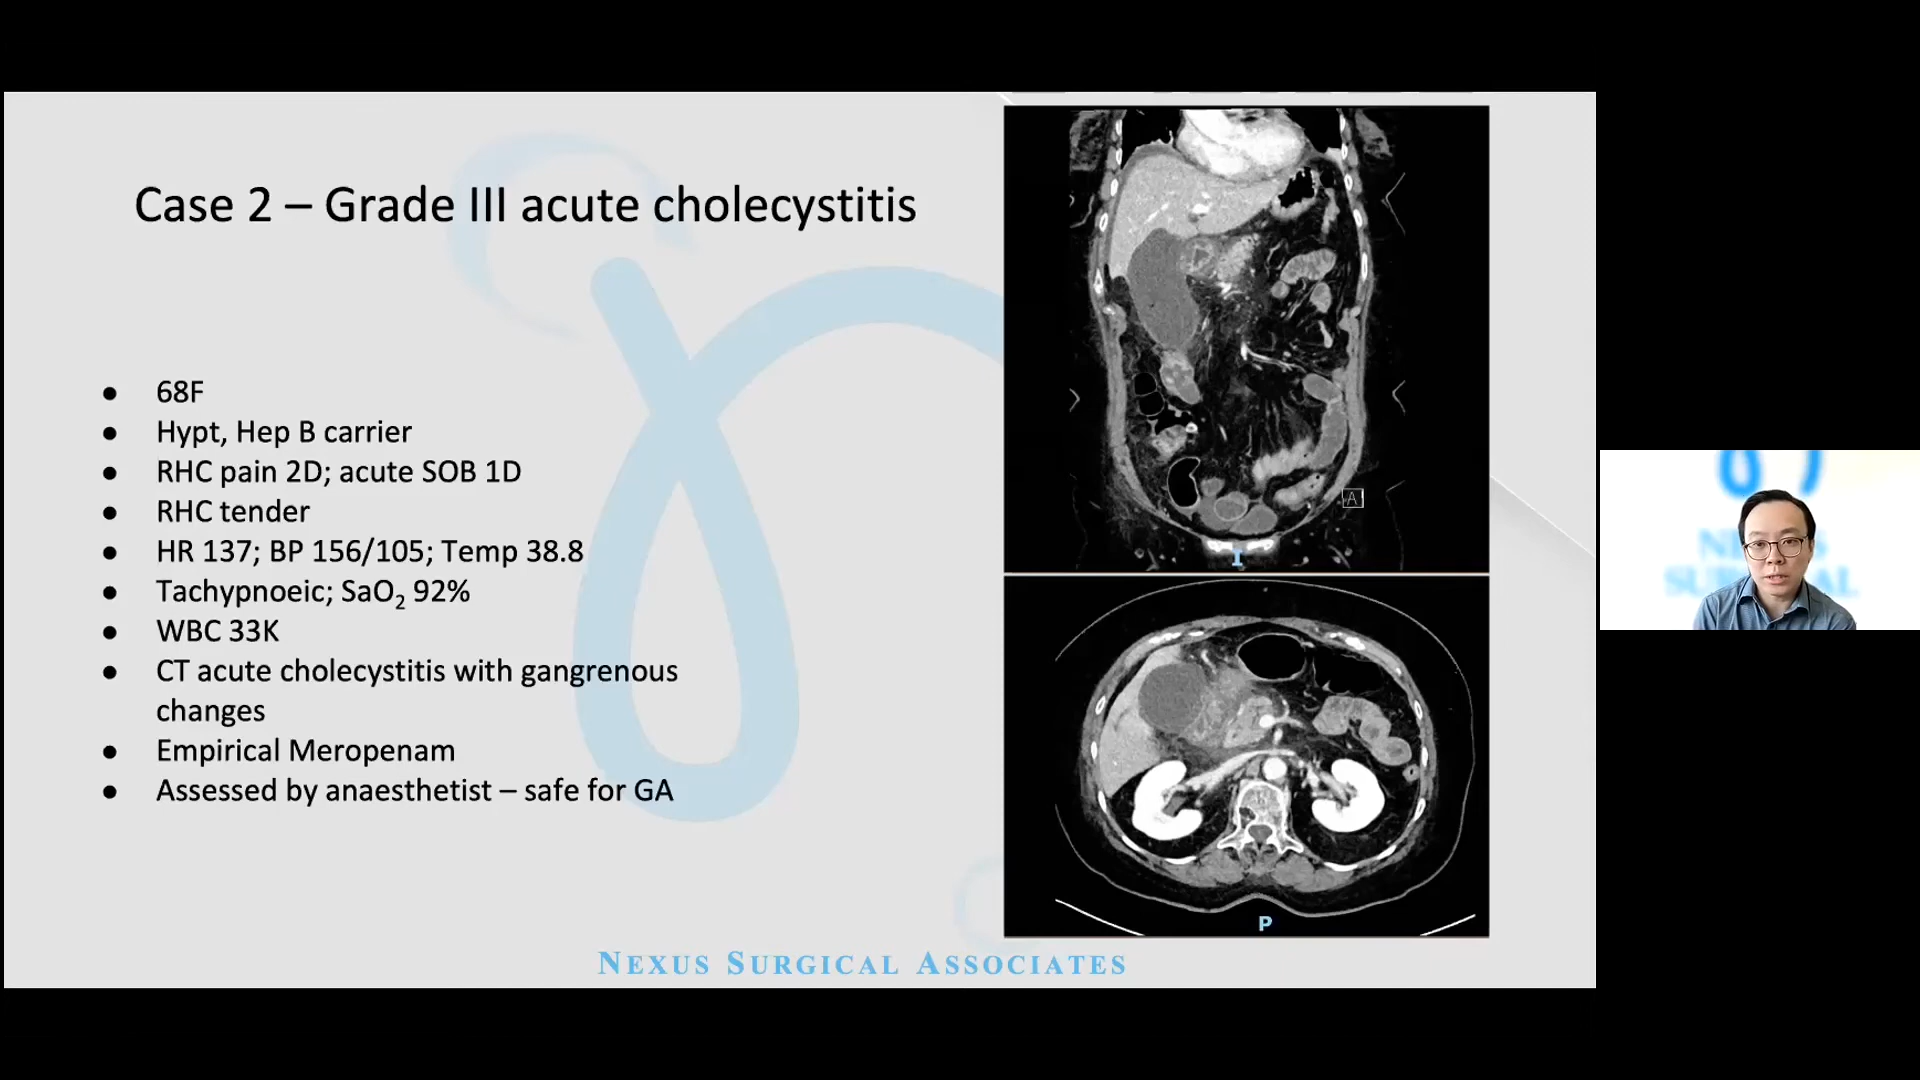 Case 2 – Grade III acute cholecystitis
● 68F
● Hypt, Hep B carrier
● RHC pain 2D; acute SOB 1D
● RHC tender
● HR 137; BP 156/105; Temp 38.8
● Tachypnoeic; SaO₂ 92%
● WBC 33K
● CT acute cholecystitis with gangrenous
changes
● Empirical Meropenam
● Assessed by anaesthetist – safe for GA
A
I
P
NEXUS SURGICAL ASSOCIATES